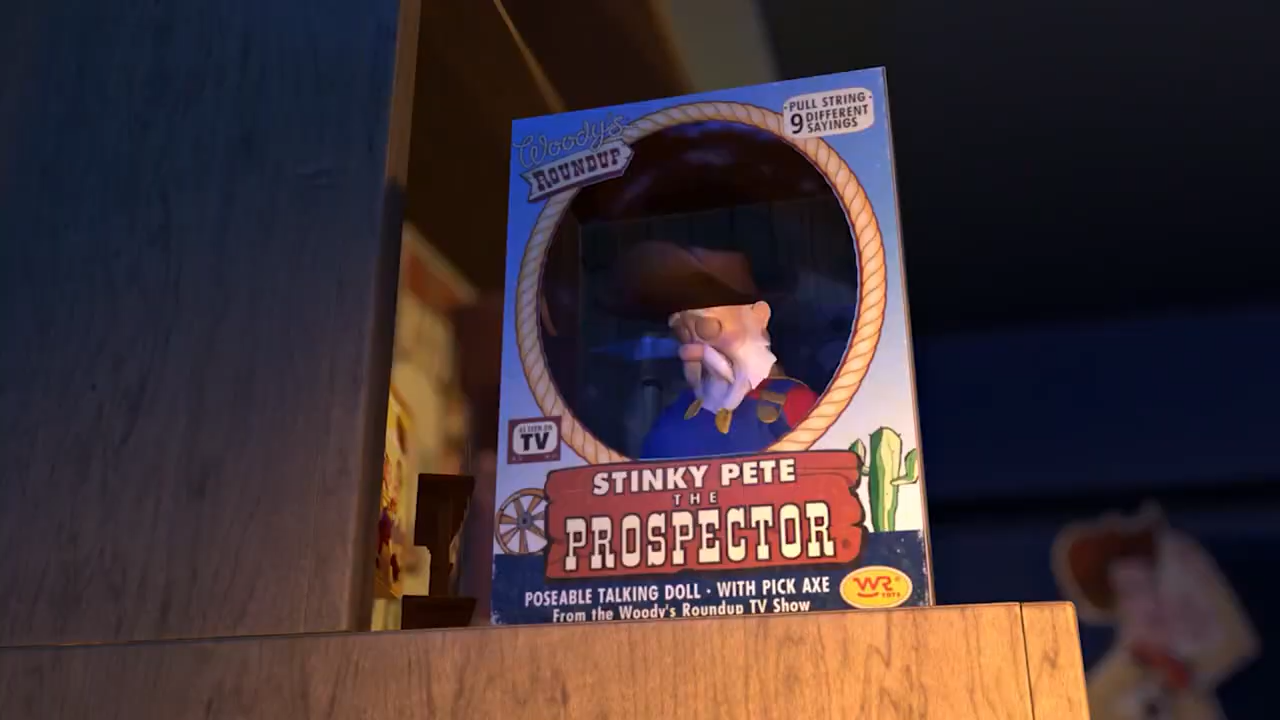 Woody's
ROUNDUP
·PULL STRING·
9 DIFFERENT
SAYINGS
AS SEEN ON
TV
STINKY PETE
THE
PROSPECTOR
POSEABLE TALKING DOLL · WITH PICK AXE
From the Woody's Roundup TV Show
WR
TOYS